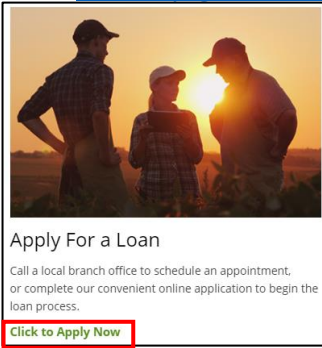 Apply For a Loan
Call a local branch office to schedule an appointment,
or complete our convenient online application to begin the
loan process.
Click to Apply Now